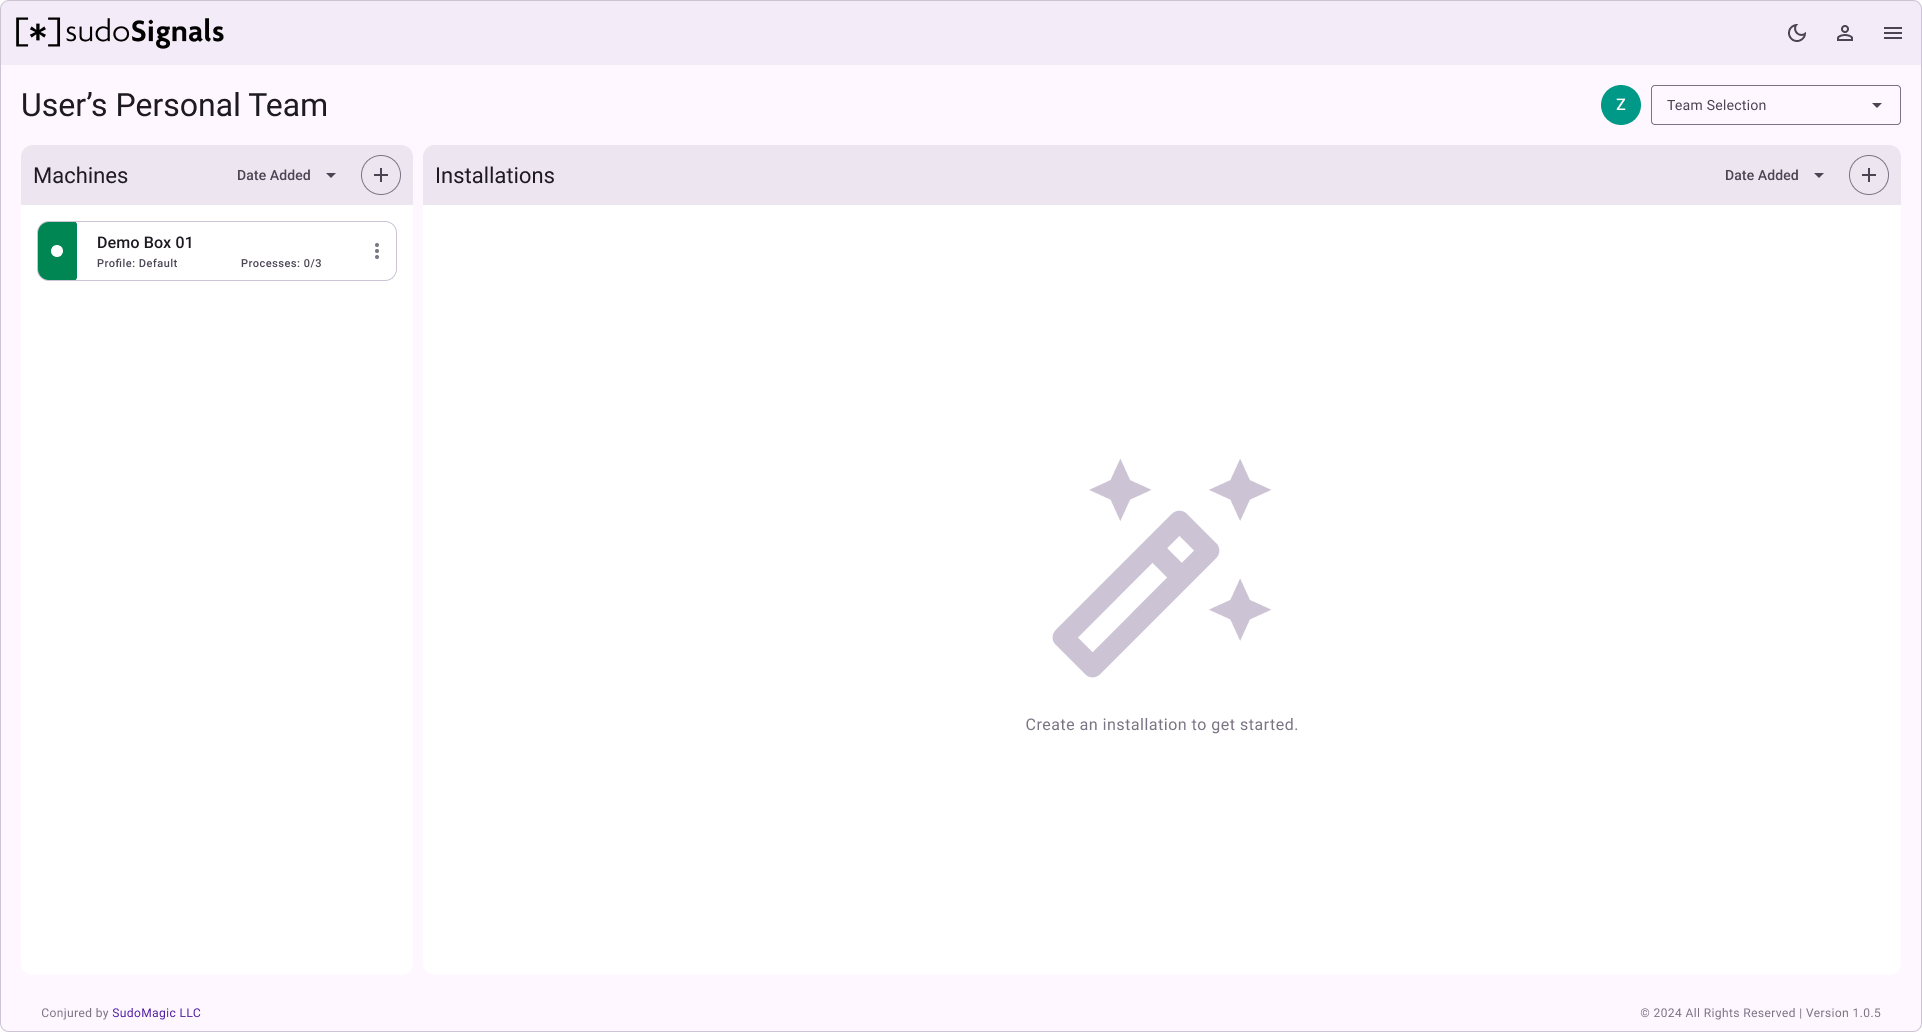 [*] sudoSignals
User’s Personal Team
Z
Team Selection
Machines
Date Added
Installations
Date Added
Demo Box 01
Profile: Default
Processes: 0/3
Create an installation to get started.
Conjured by SudoMagic LLC
© 2024 All Rights Reserved | Version 1.0.5